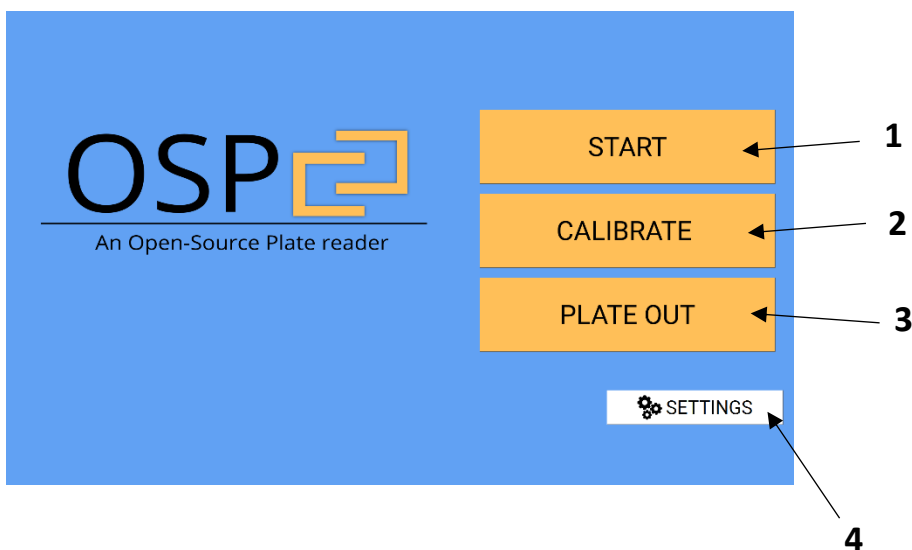 OSP
An Open-Source Plate reader
START
1
CALIBRATE
2
PLATE OUT
3
SETTINGS
4